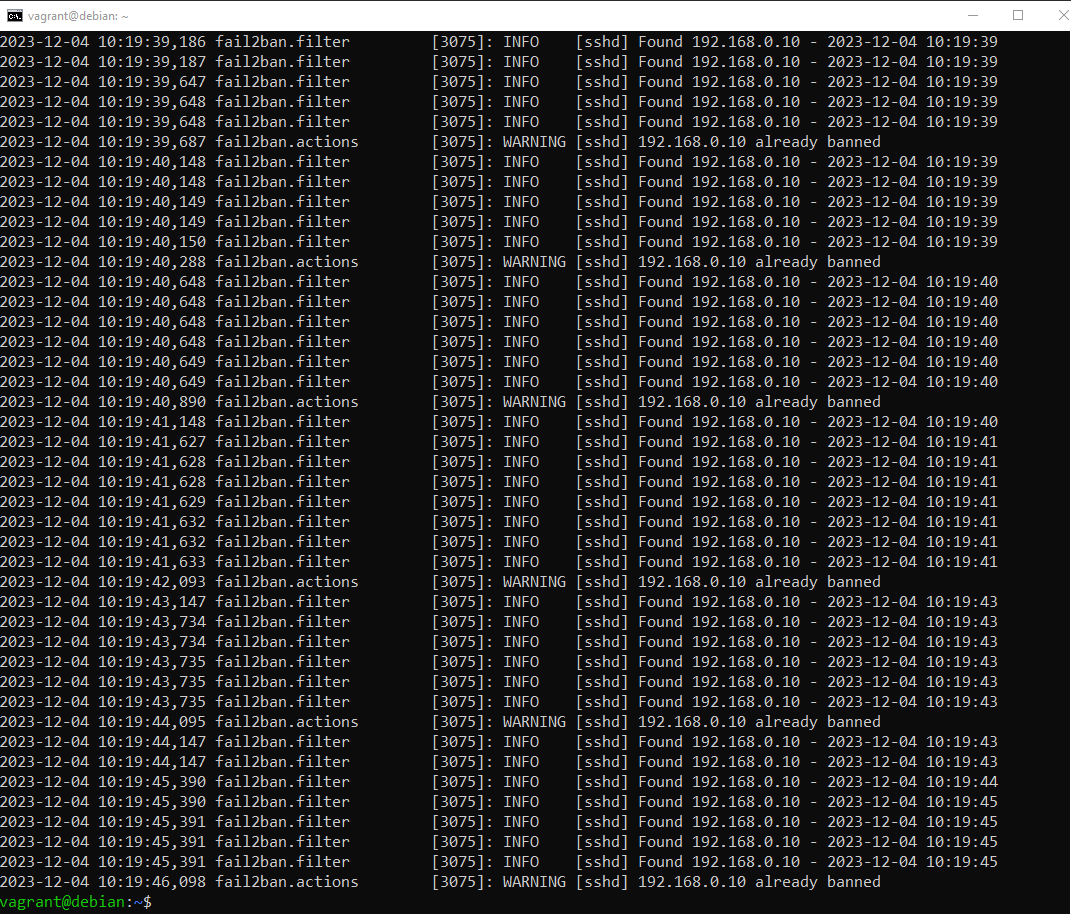 vagrant@debian: ~
2023-12-04 10:19:39,186 fail2ban.filter         [3075]: INFO    [sshd] Found 192.168.0.10 - 2023-12-04 10:19:39
2023-12-04 10:19:39,187 fail2ban.filter         [3075]: INFO    [sshd] Found 192.168.0.10 - 2023-12-04 10:19:39
2023-12-04 10:19:39,647 fail2ban.filter         [3075]: INFO    [sshd] Found 192.168.0.10 - 2023-12-04 10:19:39
2023-12-04 10:19:39,648 fail2ban.filter         [3075]: INFO    [sshd] Found 192.168.0.10 - 2023-12-04 10:19:39
2023-12-04 10:19:39,648 fail2ban.filter         [3075]: INFO    [sshd] Found 192.168.0.10 - 2023-12-04 10:19:39
2023-12-04 10:19:39,687 fail2ban.actions        [3075]: WARNING [sshd] 192.168.0.10 already banned
2023-12-04 10:19:40,148 fail2ban.filter         [3075]: INFO    [sshd] Found 192.168.0.10 - 2023-12-04 10:19:39
2023-12-04 10:19:40,148 fail2ban.filter         [3075]: INFO    [sshd] Found 192.168.0.10 - 2023-12-04 10:19:39
2023-12-04 10:19:40,149 fail2ban.filter         [3075]: INFO    [sshd] Found 192.168.0.10 - 2023-12-04 10:19:39
2023-12-04 10:19:40,149 fail2ban.filter         [3075]: INFO    [sshd] Found 192.168.0.10 - 2023-12-04 10:19:39
2023-12-04 10:19:40,150 fail2ban.filter         [3075]: INFO    [sshd] Found 192.168.0.10 - 2023-12-04 10:19:39
2023-12-04 10:19:40,288 fail2ban.actions        [3075]: WARNING [sshd] 192.168.0.10 already banned
2023-12-04 10:19:40,648 fail2ban.filter         [3075]: INFO    [sshd] Found 192.168.0.10 - 2023-12-04 10:19:40
2023-12-04 10:19:40,648 fail2ban.filter         [3075]: INFO    [sshd] Found 192.168.0.10 - 2023-12-04 10:19:40
2023-12-04 10:19:40,648 fail2ban.filter         [3075]: INFO    [sshd] Found 192.168.0.10 - 2023-12-04 10:19:40
2023-12-04 10:19:40,648 fail2ban.filter         [3075]: INFO    [sshd] Found 192.168.0.10 - 2023-12-04 10:19:40
2023-12-04 10:19:40,649 fail2ban.filter         [3075]: INFO    [sshd] Found 192.168.0.10 - 2023-12-04 10:19:40
2023-12-04 10:19:40,649 fail2ban.filter         [3075]: INFO    [sshd] Found 192.168.0.10 - 2023-12-04 10:19:40
2023-12-04 10:19:40,890 fail2ban.actions        [3075]: WARNING [sshd] 192.168.0.10 already banned
2023-12-04 10:19:41,148 fail2ban.filter         [3075]: INFO    [sshd] Found 192.168.0.10 - 2023-12-04 10:19:40
2023-12-04 10:19:41,627 fail2ban.filter         [3075]: INFO    [sshd] Found 192.168.0.10 - 2023-12-04 10:19:41
2023-12-04 10:19:41,628 fail2ban.filter         [3075]: INFO    [sshd] Found 192.168.0.10 - 2023-12-04 10:19:41
2023-12-04 10:19:41,628 fail2ban.filter         [3075]: INFO    [sshd] Found 192.168.0.10 - 2023-12-04 10:19:41
2023-12-04 10:19:41,629 fail2ban.filter         [3075]: INFO    [sshd] Found 192.168.0.10 - 2023-12-04 10:19:41
2023-12-04 10:19:41,632 fail2ban.filter         [3075]: INFO    [sshd] Found 192.168.0.10 - 2023-12-04 10:19:41
2023-12-04 10:19:41,632 fail2ban.filter         [3075]: INFO    [sshd] Found 192.168.0.10 - 2023-12-04 10:19:41
2023-12-04 10:19:41,633 fail2ban.filter         [3075]: INFO    [sshd] Found 192.168.0.10 - 2023-12-04 10:19:41
2023-12-04 10:19:42,093 fail2ban.actions        [3075]: WARNING [sshd] 192.168.0.10 already banned
2023-12-04 10:19:43,147 fail2ban.filter         [3075]: INFO    [sshd] Found 192.168.0.10 - 2023-12-04 10:19:43
2023-12-04 10:19:43,734 fail2ban.filter         [3075]: INFO    [sshd] Found 192.168.0.10 - 2023-12-04 10:19:43
2023-12-04 10:19:43,734 fail2ban.filter         [3075]: INFO    [sshd] Found 192.168.0.10 - 2023-12-04 10:19:43
2023-12-04 10:19:43,735 fail2ban.filter         [3075]: INFO    [sshd] Found 192.168.0.10 - 2023-12-04 10:19:43
2023-12-04 10:19:43,735 fail2ban.filter         [3075]: INFO    [sshd] Found 192.168.0.10 - 2023-12-04 10:19:43
2023-12-04 10:19:43,735 fail2ban.filter         [3075]: INFO    [sshd] Found 192.168.0.10 - 2023-12-04 10:19:43
2023-12-04 10:19:44,095 fail2ban.actions        [3075]: WARNING [sshd] 192.168.0.10 already banned
2023-12-04 10:19:44,147 fail2ban.filter         [3075]: INFO    [sshd] Found 192.168.0.10 - 2023-12-04 10:19:43
2023-12-04 10:19:44,147 fail2ban.filter         [3075]: INFO    [sshd] Found 192.168.0.10 - 2023-12-04 10:19:43
2023-12-04 10:19:45,390 fail2ban.filter         [3075]: INFO    [sshd] Found 192.168.0.10 - 2023-12-04 10:19:44
2023-12-04 10:19:45,390 fail2ban.filter         [3075]: INFO    [sshd] Found 192.168.0.10 - 2023-12-04 10:19:45
2023-12-04 10:19:45,391 fail2ban.filter         [3075]: INFO    [sshd] Found 192.168.0.10 - 2023-12-04 10:19:45
2023-12-04 10:19:45,391 fail2ban.filter         [3075]: INFO    [sshd] Found 192.168.0.10 - 2023-12-04 10:19:45
2023-12-04 10:19:45,391 fail2ban.filter         [3075]: INFO    [sshd] Found 192.168.0.10 - 2023-12-04 10:19:45
2023-12-04 10:19:46,098 fail2ban.actions        [3075]: WARNING [sshd] 192.168.0.10 already banned
vagrant@debian:~$